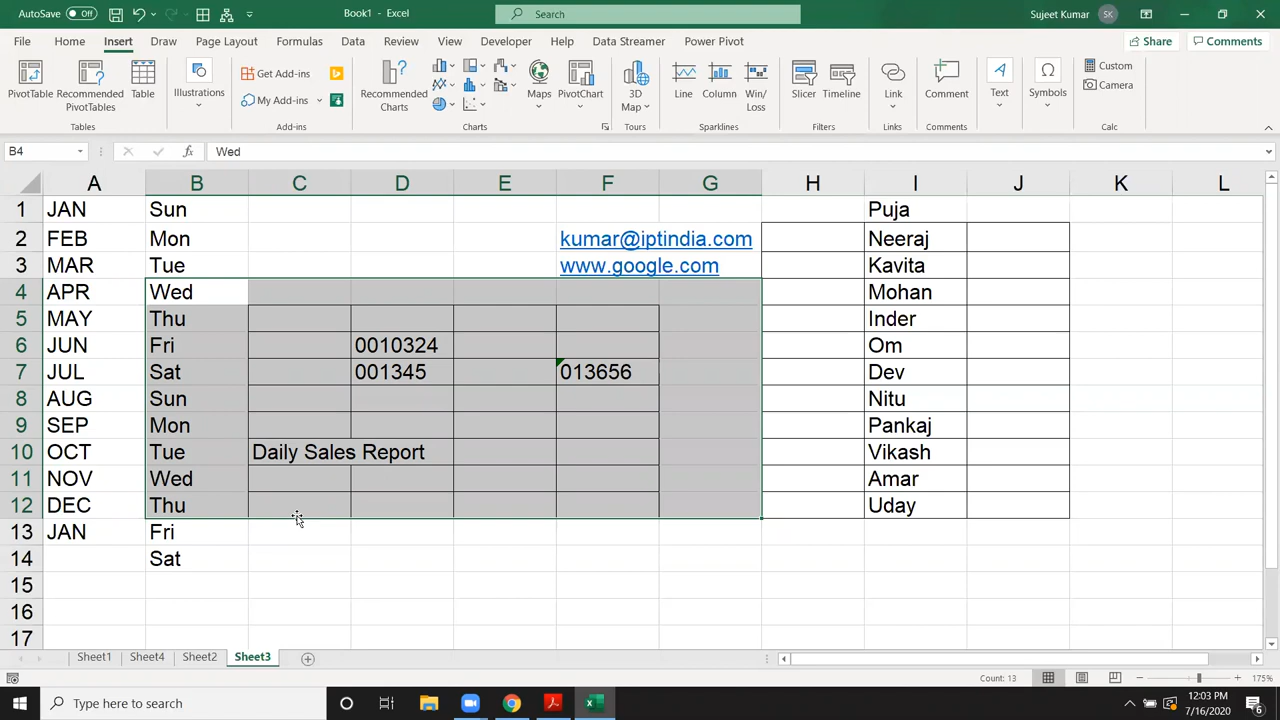 AutoSave Off Book1 - Excel Search Sujeet Kumar SK
File Home Insert Draw Page Layout Formulas Data Review View Developer Help Data Streamer Power Pivot Share Comments
PivotTable Recommended PivotTables Table Illustrations Get Add-ins My Add-ins Recommended Charts Maps PivotChart 3D Map Line Column Win/Loss Slicer Timeline Link Comment Text Symbols Custom Camera
Tables Add-ins Charts Tours Sparklines Filters Links Comments Calc
B4 fx Wed
A B C D E F G H I J K L
1 JAN Sun Puja
2 FEB Mon kumar@iptindia.com Neeraj
3 MAR Tue www.google.com Kavita
4 APR Wed Mohan
5 MAY Thu Inder
6 JUN Fri 0010324 Om
7 JUL Sat 001345 013656 Dev
8 AUG Sun Nitu
9 SEP Mon Pankaj
10 OCT Tue Daily Sales Report Vikash
11 NOV Wed Amar
12 DEC Thu Uday
13 JAN Fri
14 Sat
15
16
17
Sheet1 Sheet4 Sheet2 Sheet3
Count: 13 175%
Type here to search 12:03 PM
7/16/2020 6